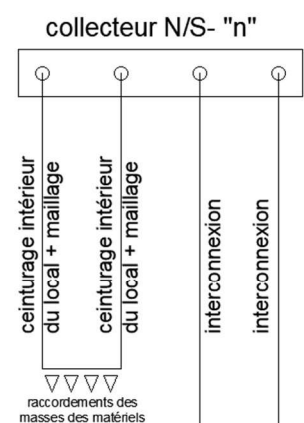 collecteur N/S- "n"
ceinturage intérieur
du local + maillage
ceinturage intérieur
du local + maillage
interconnexion
interconnexion
raccordements des
masses des matériels